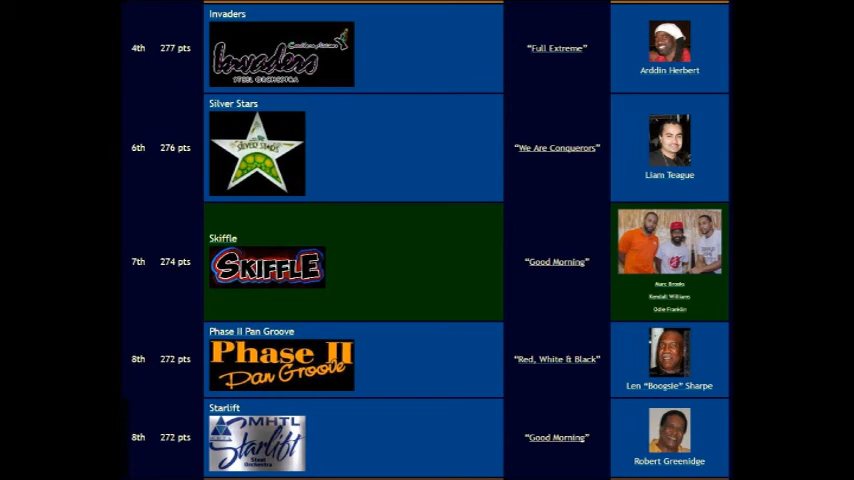 Invaders
4th 277 pts
Invaders
STEEL ORCHESTRA
"Full Extreme"
Arddin Herbert
Silver Stars
6th 276 pts
SILVER STARS
"We Are Conquerors"
Liam Teague
Skiffle
7th 274 pts
SKIFFLE
"Good Morning"
Marc Brooks
Kendall Williams
Odie Franklin
Phase II Pan Groove
8th 272 pts
Phase II
Pan Groove
"Red, White & Black"
Len "Boogsie" Sharpe
Starlift
8th 272 pts
MHTL
Starlift
Steel
Orchestra
"Good Morning"
Robert Greenidge